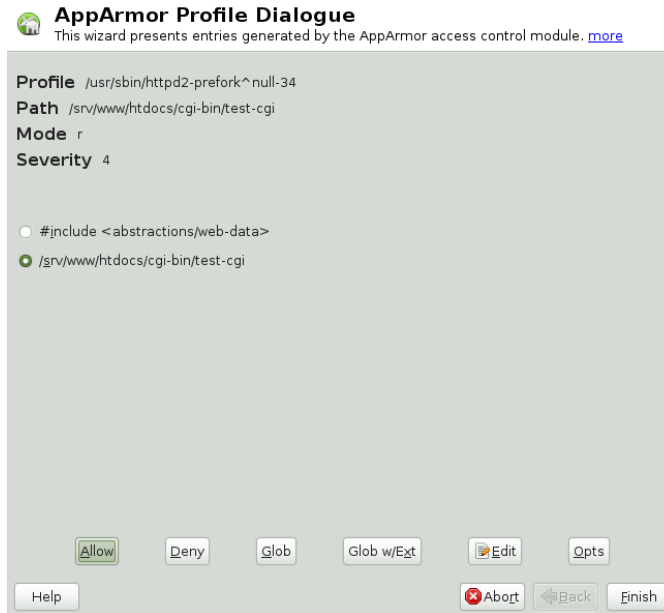 AppArmor Profile Dialogue
This wizard presents entries generated by the AppArmor access control module. more
Profile /usr/sbin/httpd2-prefork^null-34
Path /srv/www/htdocs/cgi-bin/test-cgi
Mode r
Severity 4
#include <abstractions/web-data>
/srv/www/htdocs/cgi-bin/test-cgi
Allow Deny Glob Glob w/Ext Edit Opts
Help Abort Back Finish